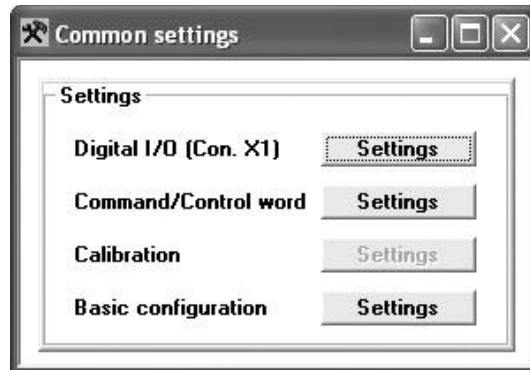 Common settings
Settings
Digital I/O (Con. X1) Settings
Command/Control word Settings
Calibration Settings
Basic configuration Settings